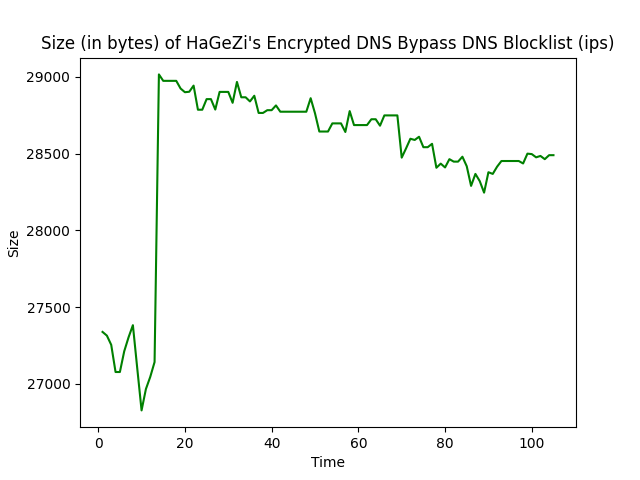 Size (in bytes) of HaGeZi's Encrypted DNS Bypass DNS Blocklist (ips)
29000
28500
28000
27500
27000
Size
0 20 40 60 80 100
Time